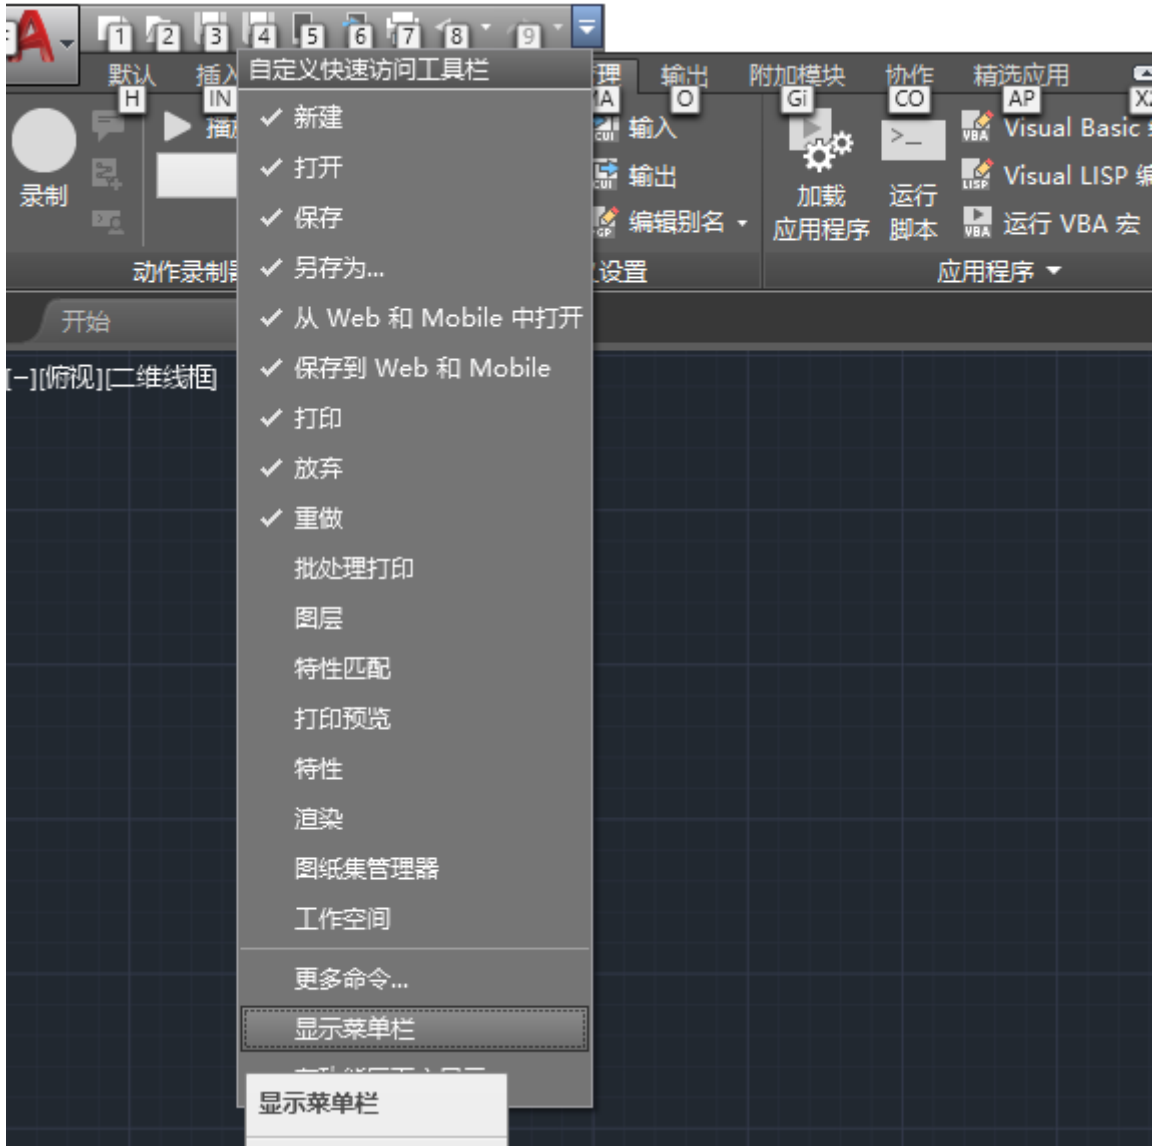 1 2 3 4 5 6 7 8 9
默认 插入 自定义快速访问工具栏 理 输出 附加模块 协作 精选应用
H IN O Gi CO AP
新建
打开
保存
另存为...
从 Web 和 Mobile 中打开
保存到 Web 和 Mobile
打印
放弃
重做
批处理打印
图层
特性匹配
打印预览
特性
渲染
图纸集管理器
工作空间
更多命令...
显示菜单栏
显示菜单栏
录制
动作录制
输入
输出
编辑别名
设置
加载
应用程序
运行
脚本
Visual Basic
Visual LISP 编
运行 VBA 宏
应用程序
开始
[−][俯视][二维线框]